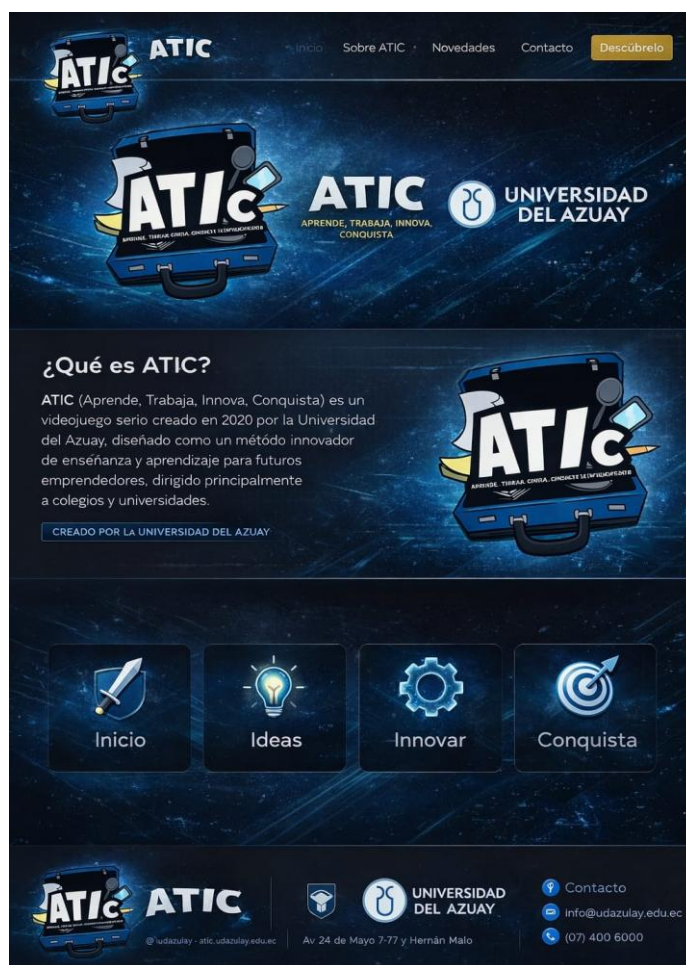 ATIC
ATIC
Inicio
Sobre ATIC
Novedades
Contacto
Descúbrelo
ATIC
ATIC
APRENDE, TRABAJA, INNOVA,
CONQUISTA
UNIVERSIDAD
DEL AZUAY
¿Qué es ATIC?
ATIC (Aprende, Trabaja, Innova, Conquista) es un
videojuego serio creado en 2020 por la Universidad
del Azuay, diseñado como un métódo innovador
de enseñanza y aprendizaje para futuros
emprendedores, dirigido principalmente
a colegios y universidades.
CREADO POR LA UNIVERSIDAD DEL AZUAY
ATIC
Inicio
Ideas
Innovar
Conquista
ATIC
ATIC
atic.udazulay.edu.ec
UNIVERSIDAD
DEL AZUAY
Av 24 de Mayo 7-77 y Hernán Malo
Contacto
info@udazulay.edu.ec
(07) 400 6000